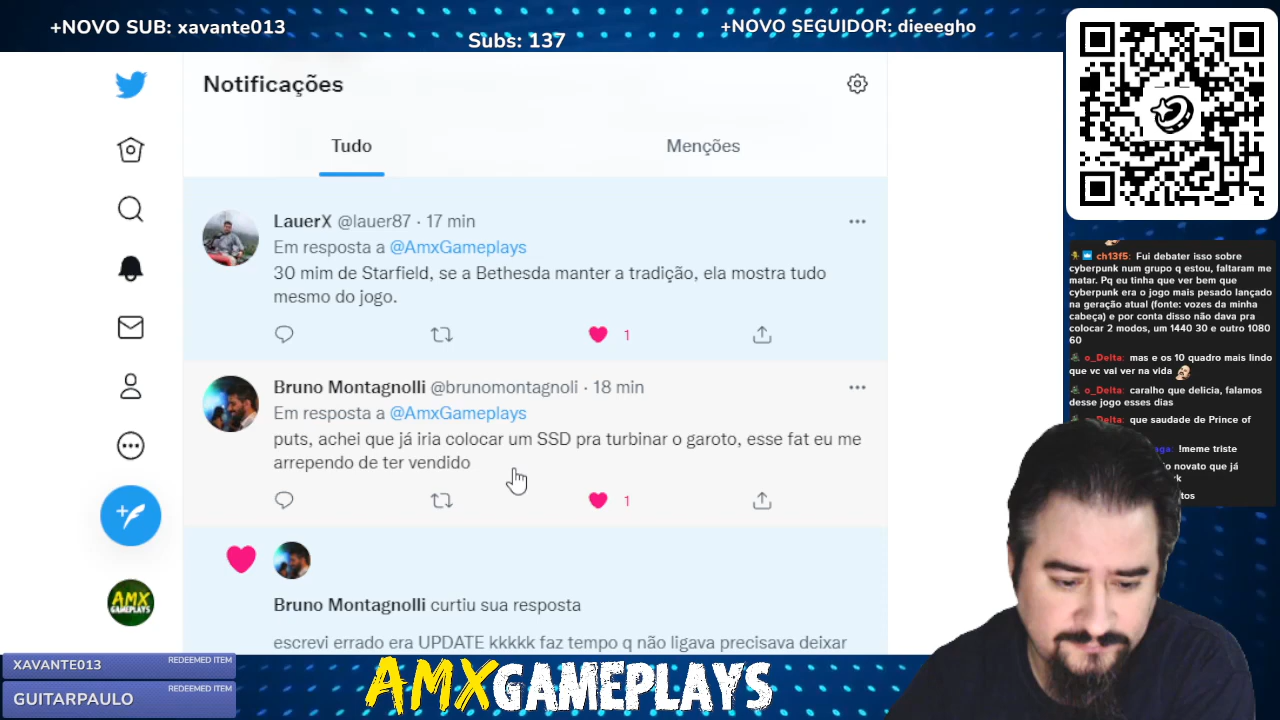 +NOVO SUB: xavante013
Subs: 137
+NOVO SEGUIDOR: dieeegho
Notificações
Tudo
Menções
LauerX @lauer87 · 17 min
Em resposta a @AmxGameplays
30 mim de Starfield, se a Bethesda manter a tradição, ela mostra tudo
mesmo do jogo.
1
Bruno Montagnolli @brunomontagnoli · 18 min
Em resposta a @AmxGameplays
puts, achei que já iria colocar um SSD pra turbinar o garoto, esse fat eu me
arrependo de ter vendido
1
Bruno Montagnolli curtiu sua resposta
escrevi errado era UPDATE kkkkk faz tempo q não ligava precisava deixar
AMX
GAMEPLAYS
ch13f5: Fui debater isso sobre
cyberpunk num grupo q estou, faltaram me
matar. Pq eu tinha que ver bem que
cyberpunk era o jogo mais pesado lançado
na geração atual (fonte: vozes da minha
cabeça) e por conta disso não dava pra
colocar 2 modos, um 1440 30 e outro 1080
60
o_Delta: mas e os 10 quadro mais lindo
que vc vai ver na vida
o_Delta: caralho que delicia, falamos
desse jogo esses dias
Delta: que saudade de Prince of
!meme triste
novato que já
XAVANTE013
REDEEMED ITEM
GUITARPAULO
REDEEMED ITEM
AMXGAMEPLAYS